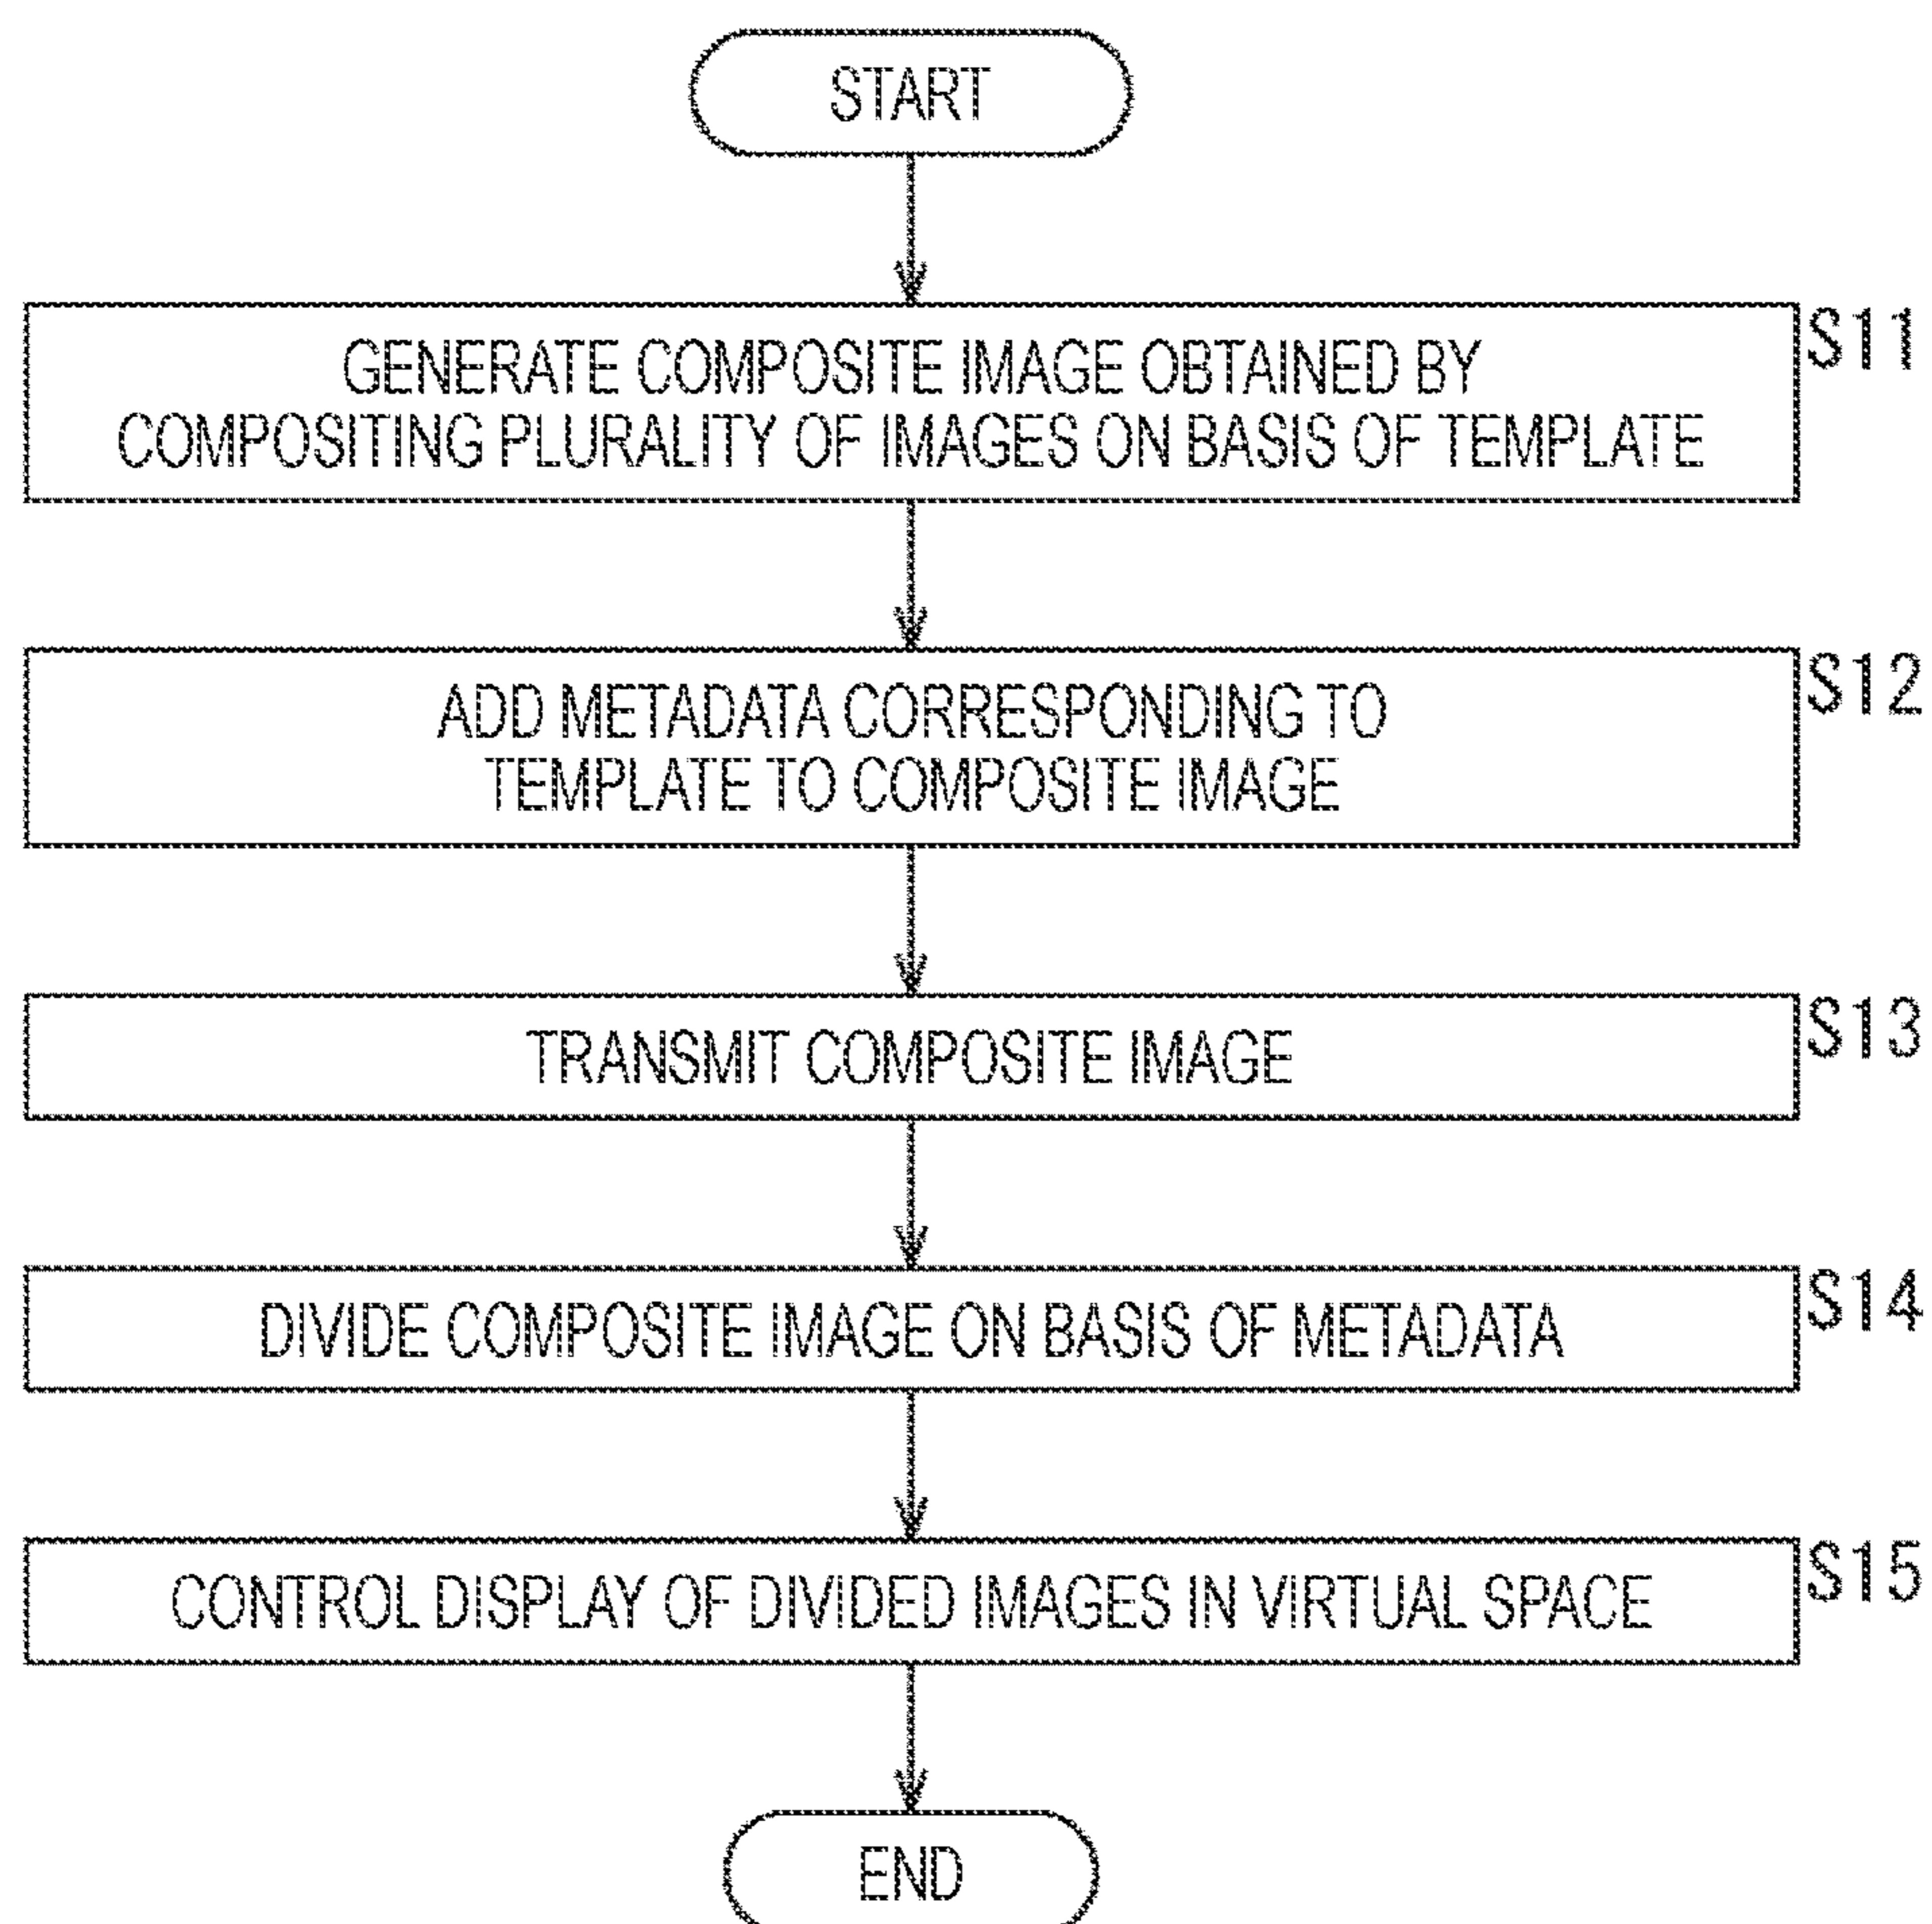 START
S11
GENERATE COMPOSITE IMAGE OBTAINED BY
COMPOSITING PLURALITY OF IMAGES ON BASIS OF TEMPLATE
S12
ADD METADATA CORRESPONDING TO
TEMPLATE TO COMPOSITE IMAGE
S13
TRANSMIT COMPOSITE IMAGE
S14
DIVIDE COMPOSITE IMAGE ON BASIS OF METADATA
S15
CONTROL DISPLAY OF DIVIDED IMAGES IN VIRTUAL SPACE
END